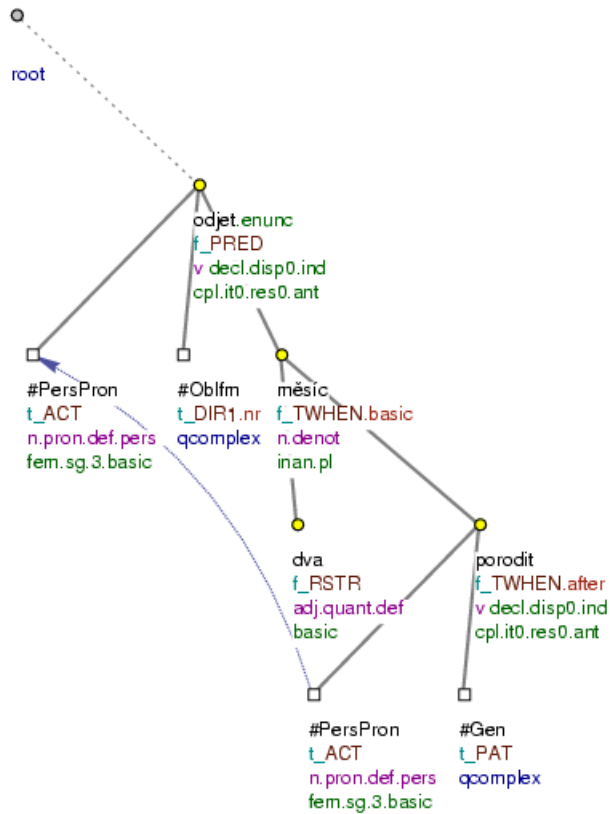 root
odjet.enunc
f_PRED
v decl.disp0.ind
cpl.it0.res0.ant
#PersPron
t_ACT
n.pron.def.pers
fem.sg.3.basic
#Oblfm
t_DIR1.nr
qcomplex
měsíc
f_TWHEN.basic
n.denot
inan.pl
dva
f_RSTR
adj.quant.def
basic
porodit
f_TWHEN.after
v decl.disp0.ind
cpl.it0.res0.ant
#PersPron
t_ACT
n.pron.def.pers
fem.sg.3.basic
#Gen
t_PAT
qcomplex